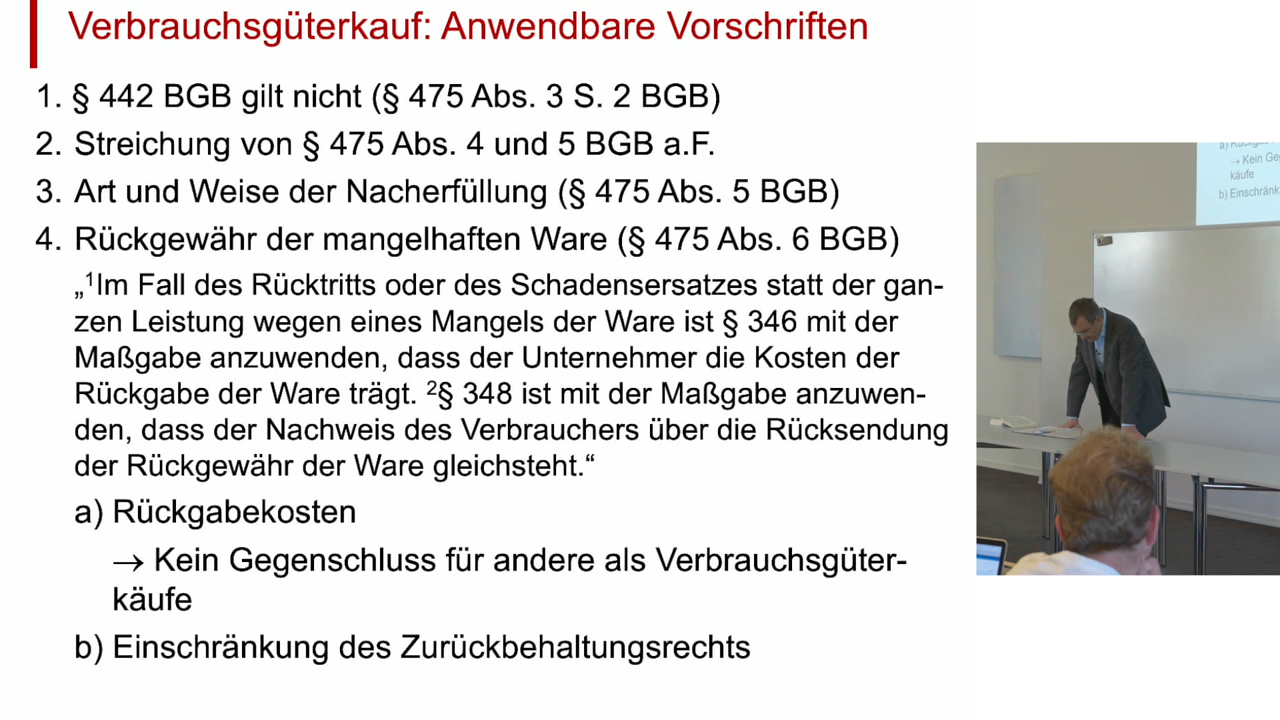 Verbrauchsgüterkauf: Anwendbare Vorschriften
1. § 442 BGB gilt nicht (§ 475 Abs. 3 S. 2 BGB)
2. Streichung von § 475 Abs. 4 und 5 BGB a.F.
3. Art und Weise der Nacherfüllung (§ 475 Abs. 5 BGB)
4. Rückgewähr der mangelhaften Ware (§ 475 Abs. 6 BGB)
„¹Im Fall des Rücktritts oder des Schadensersatzes statt der gan-
zen Leistung wegen eines Mangels der Ware ist § 346 mit der
Maßgabe anzuwenden, dass der Unternehmer die Kosten der
Rückgabe der Ware trägt. ²§ 348 ist mit der Maßgabe anzuwen-
den, dass der Nachweis des Verbrauchers über die Rücksendung
der Rückgewähr der Ware gleichsteht.“
a) Rückgabekosten
→ Kein Gegenschluss für andere als Verbrauchsgüter-
käufe
b) Einschränkung des Zurückbehaltungsrechts
→ Kein Ge
käufe
b) Einschränk